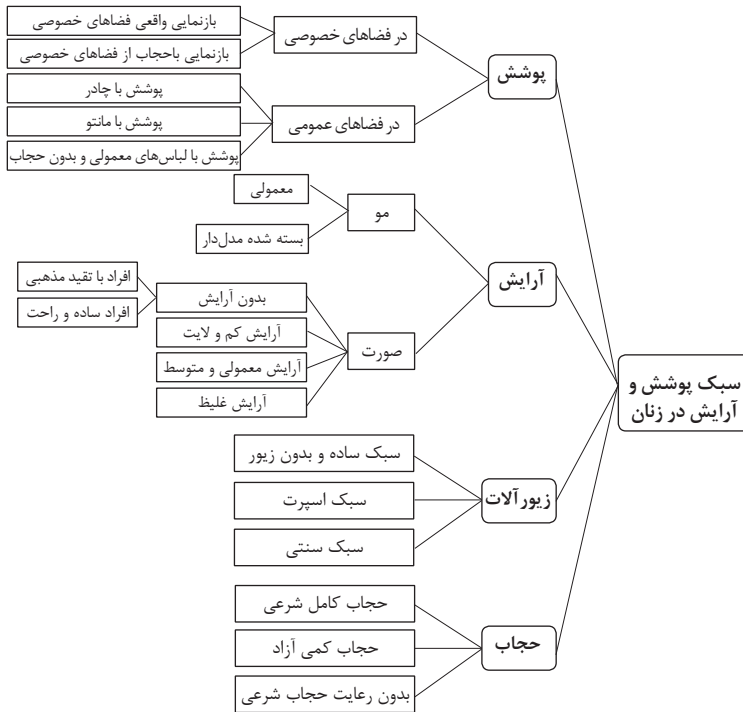 سبک پوشش و
آرایش در زنان
پوشش
در فضاهای خصوصی
بازنمایی واقعی فضاهای خصوصی
بازنمایی باحجاب از فضاهای خصوصی
در فضاهای عمومی
پوشش با چادر
پوشش با مانتو
پوشش با لباس‌های معمولی و بدون حجاب
آرایش
مو
معمولی
بسته شده مدل‌دار
صورت
بدون آرایش
افراد با تقید مذهبی
افراد ساده و راحت
آرایش کم و لایت
آرایش معمولی و متوسط
آرایش غلیظ
زیورآلات
سبک ساده و بدون زیور
سبک اسپرت
سبک سنتی
حجاب
حجاب کامل شرعی
حجاب کمی آزاد
بدون رعایت حجاب شرعی